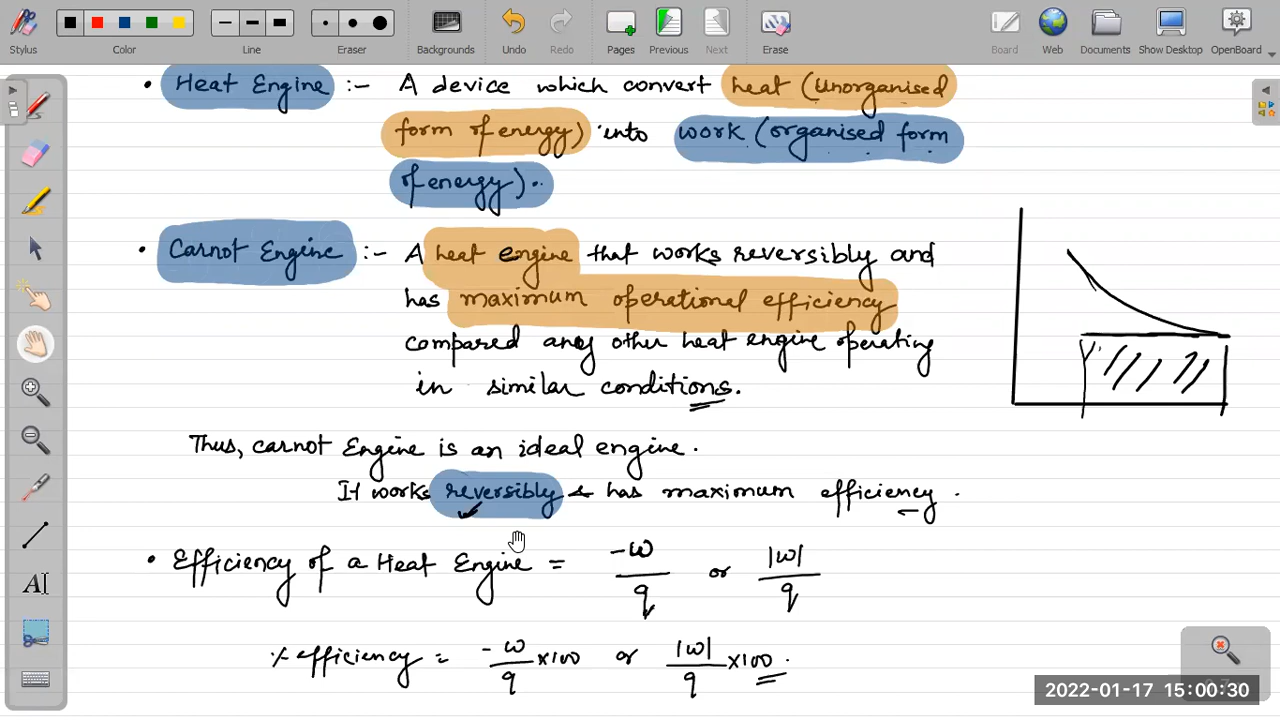 Stylus
Color
Line
Eraser
Backgrounds
Undo
Redo
Pages
Previous
Next
Erase
Board
Web
Documents
Show Desktop
OpenBoard
• Heat Engine :- A device which convert heat (Unorganised
form of energy) into work (organised form
of energy).
• Carnot Engine :- A heat engine that works reversibly and
has maximum operational efficiency
compared any other heat engine operating
in similar conditions.
Thus, carnot Engine is an ideal engine.
It works reversibly & has maximum efficiency.
• Efficiency of a Heat Engine = -w/q or |w|/q
% efficiency = -w/q ×100 or |w|/q ×100.
2022-01-17 15:00:30